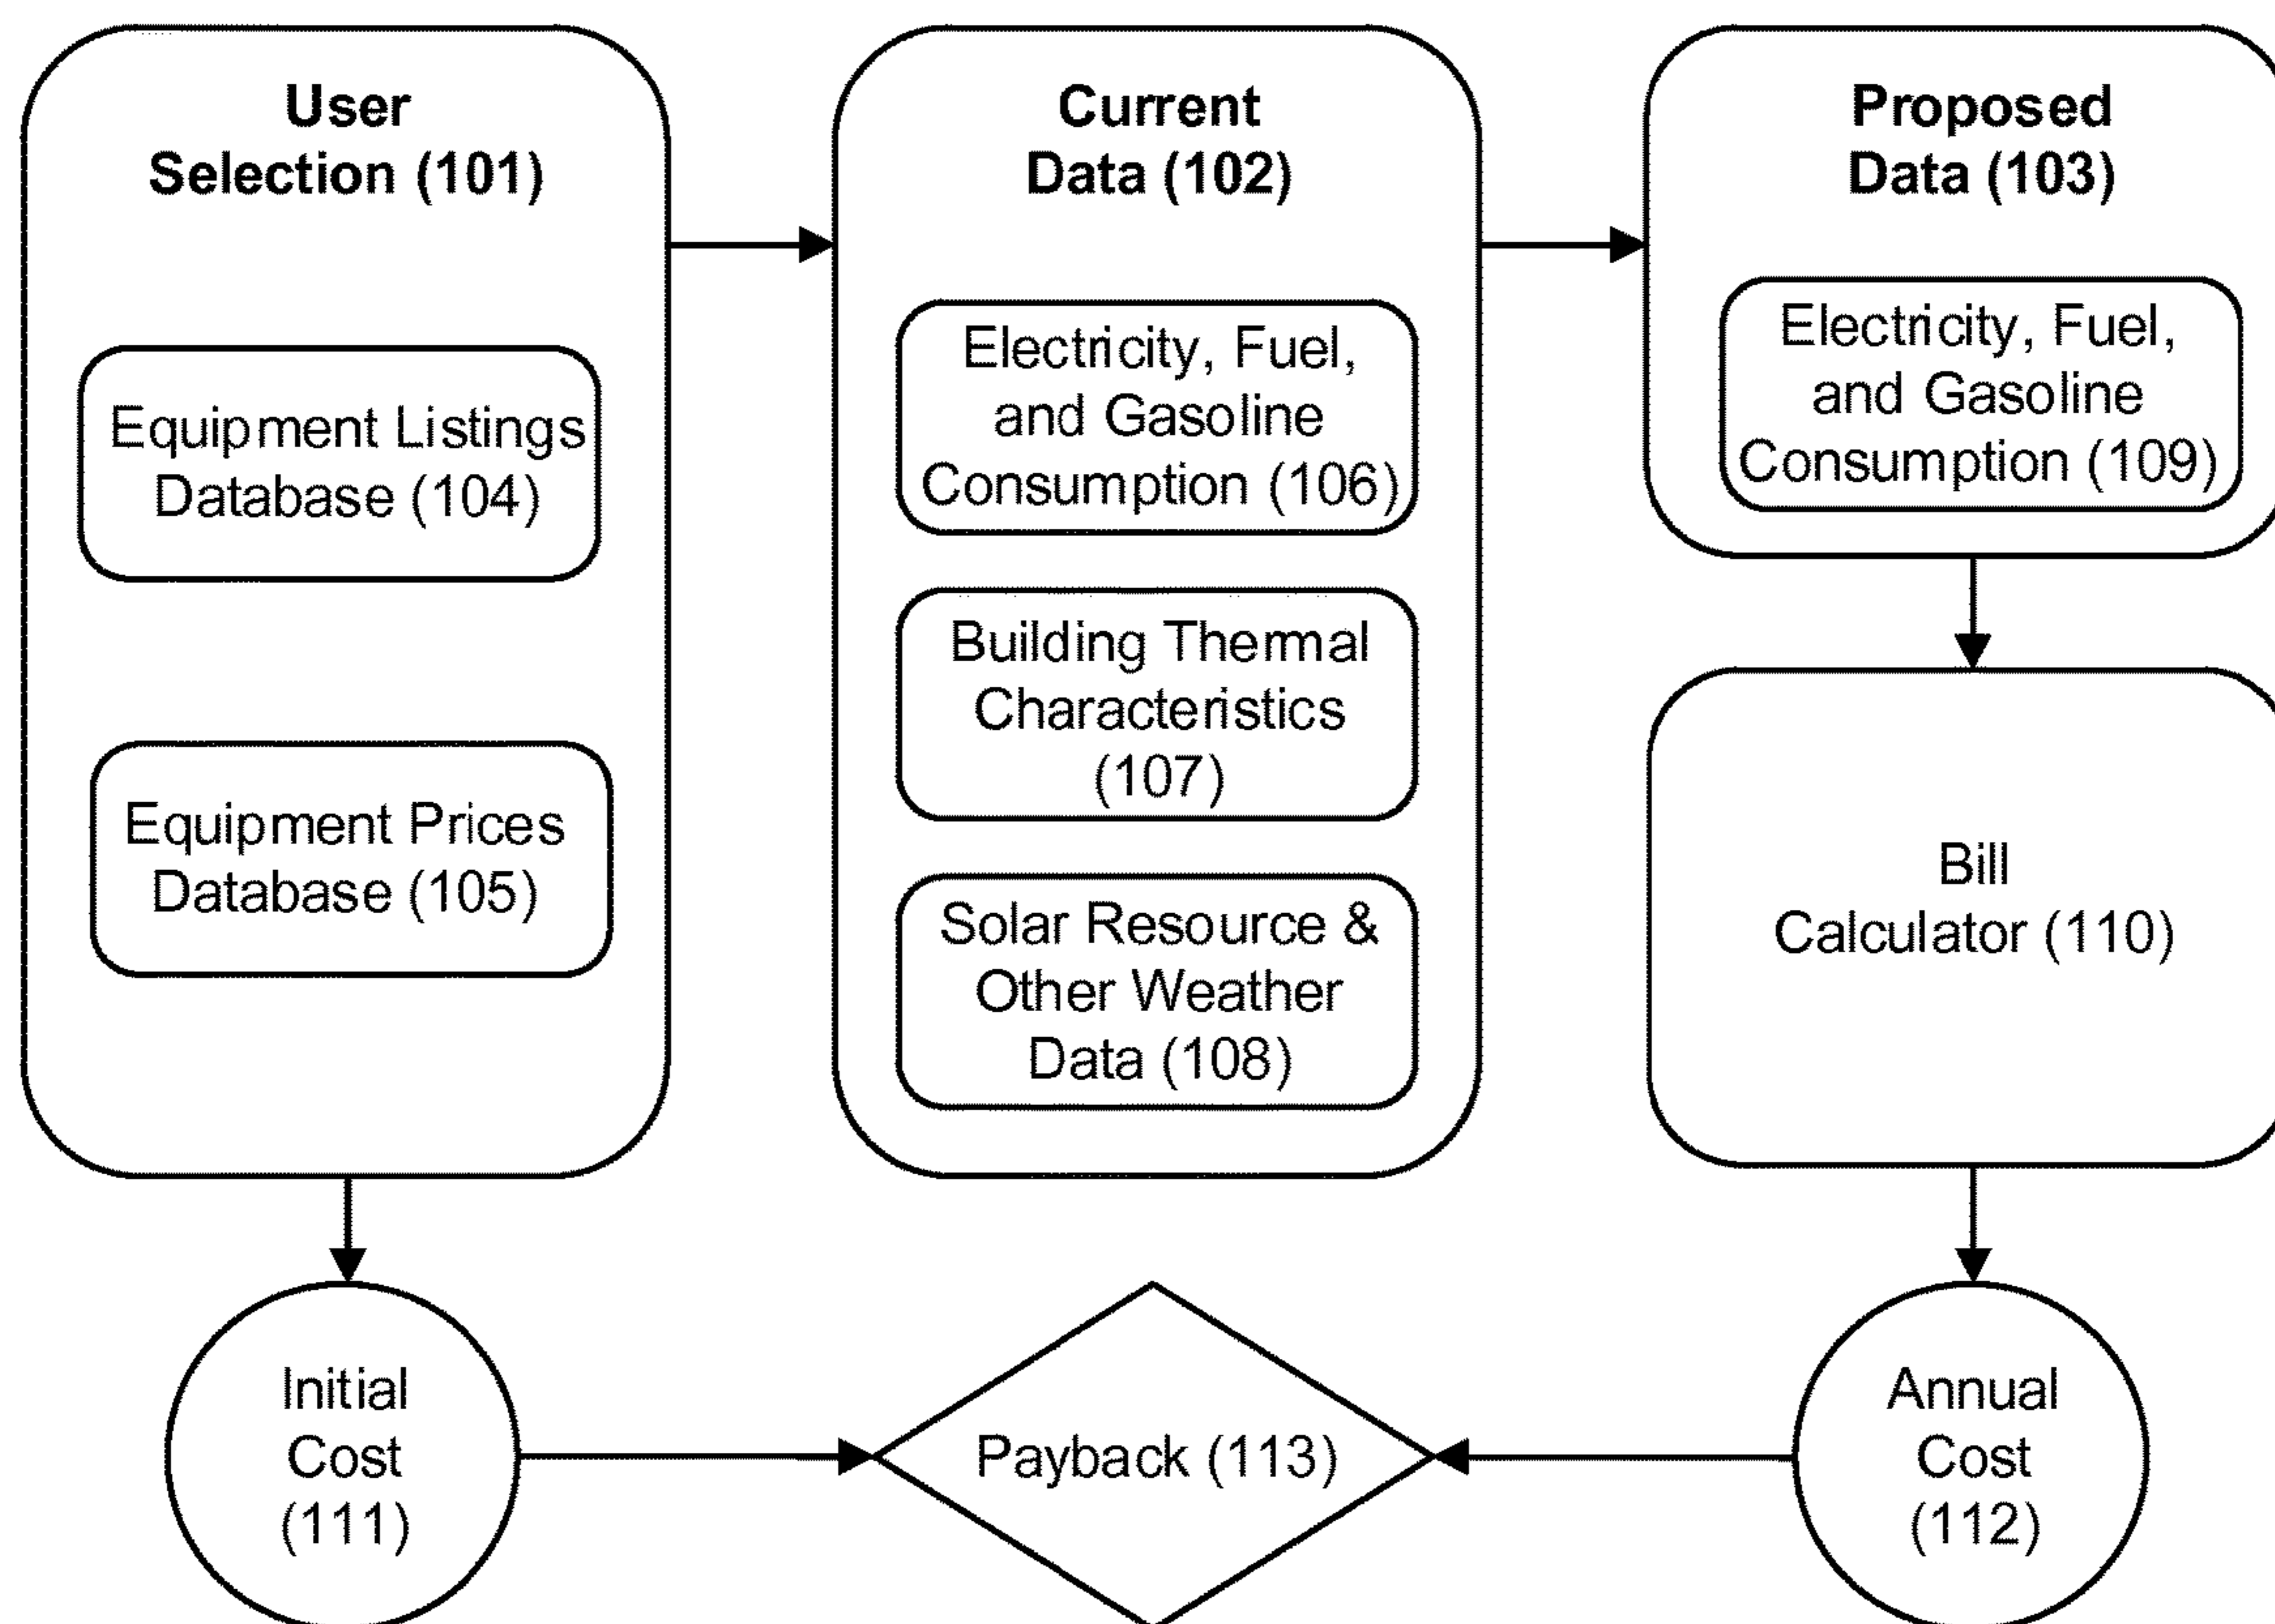 User
Selection (101)
Equipment Listings
Database (104)
Equipment Prices
Database (105)
Current
Data (102)
Electricity, Fuel,
and Gasoline
Consumption (106)
Building Thermal
Characteristics
(107)
Solar Resource &
Other Weather
Data (108)
Proposed
Data (103)
Electricity, Fuel,
and Gasoline
Consumption (109)
Bill
Calculator (110)
Initial
Cost
(111)
Payback (113)
Annual
Cost
(112)